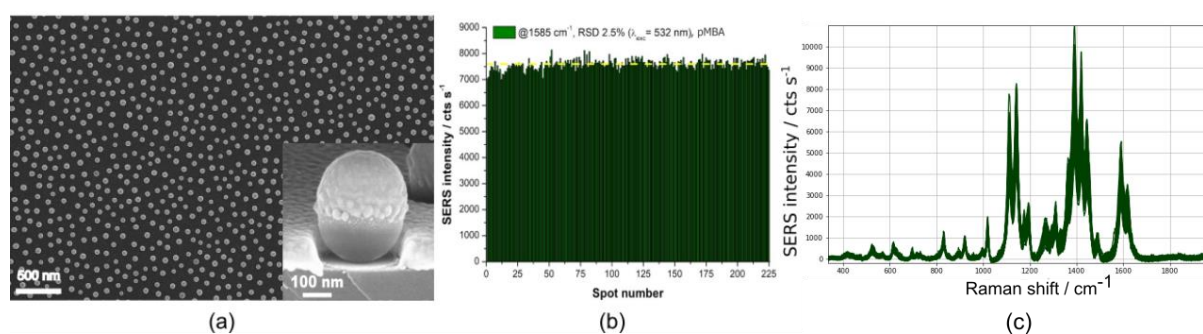 500 nm
100 nm
(a)
SERS intensity / cts s⁻¹
9000
8000
7000
6000
5000
4000
3000
2000
1000
0
@1585 cm⁻¹, RSD 2.5% (λexc= 532 nm), pMBA
0 25 50 75 100 125 150 175 200 225
Spot number
(b)
SERS intensity / cts s⁻¹
10000
9000
8000
7000
6000
5000
4000
3000
2000
1000
0
400 600 800 1000 1200 1400 1600 1800
Raman shift / cm⁻¹
(c)